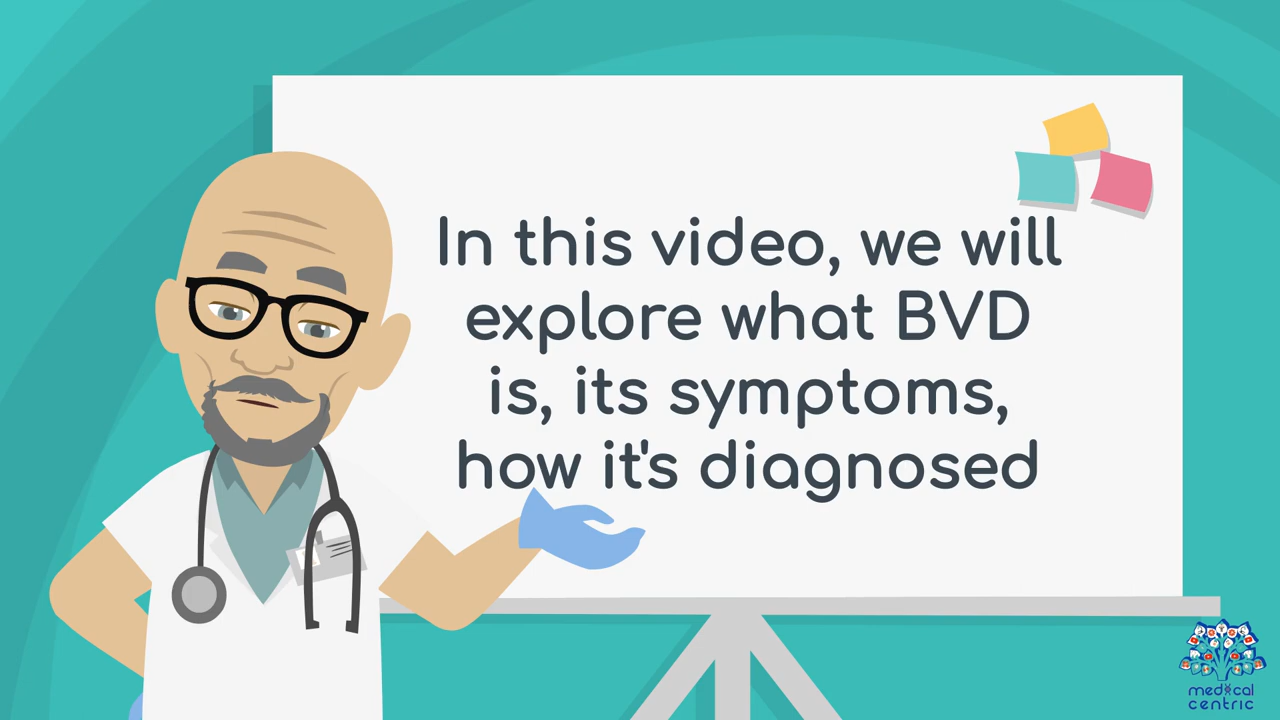 In this video, we will
explore what BVD
is, its symptoms,
how it's diagnosed
medical
centric